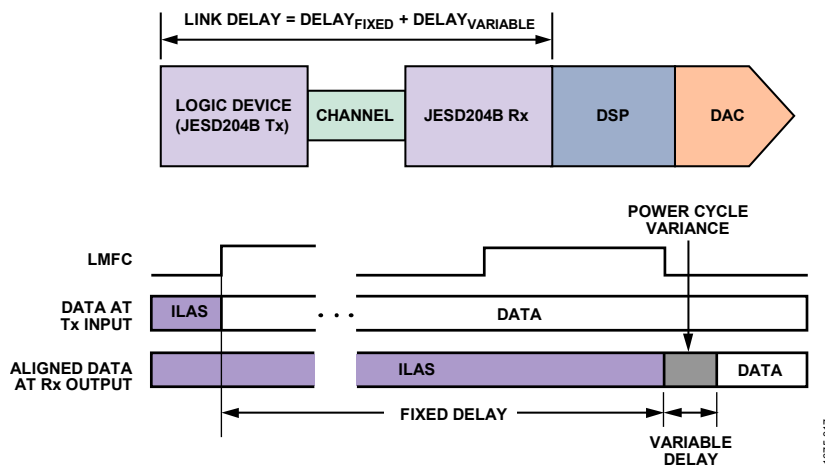 LINK DELAY = DELAYFIXED + DELAYVARIABLE
LOGIC DEVICE
(JESD204B Tx)
CHANNEL
JESD204B Rx
DSP
DAC
POWER CYCLE
VARIANCE
LMFC
DATA AT
Tx INPUT
ILAS
. . .
DATA
ALIGNED DATA
AT Rx OUTPUT
ILAS
DATA
FIXED DELAY
VARIABLE
DELAY